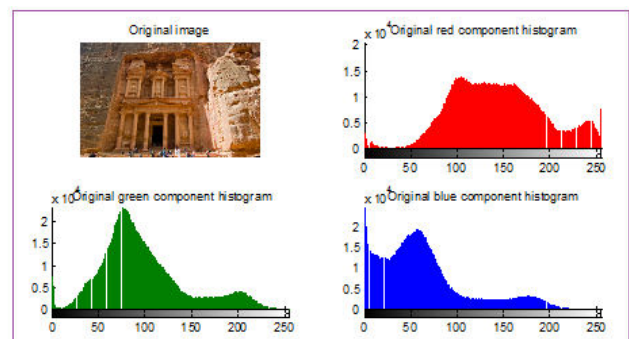 Original image
x 10^4 Original red component histogram
2
1.5
1
0.5
0
0 50 100 150 200 250
x 10^4 Original green component histogram
2
1.5
1
0.5
0
0 50 100 150 200 250
x 10^4 Original blue component histogram
2
1.5
1
0.5
0
0 50 100 150 200 250